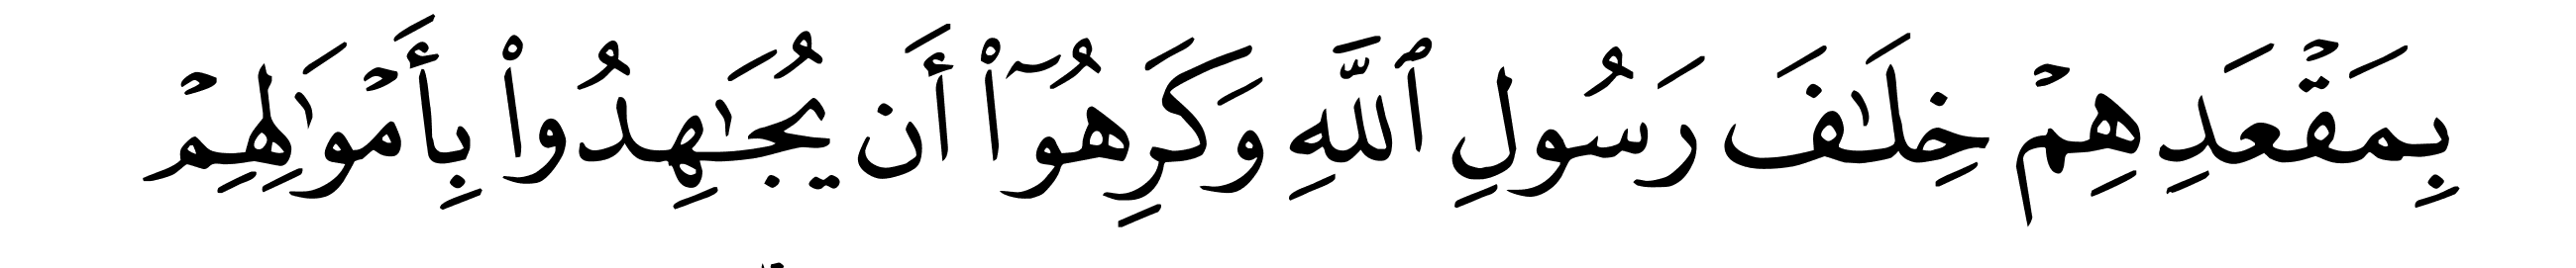 بِمَقْعَدِهِمْ خِلَٰفَ رَسُولِ ٱللَّهِ وَكَرِهُوٓا۟ أَن يُجَٰهِدُوا۟ بِأَمْوَٰلِهِمْ